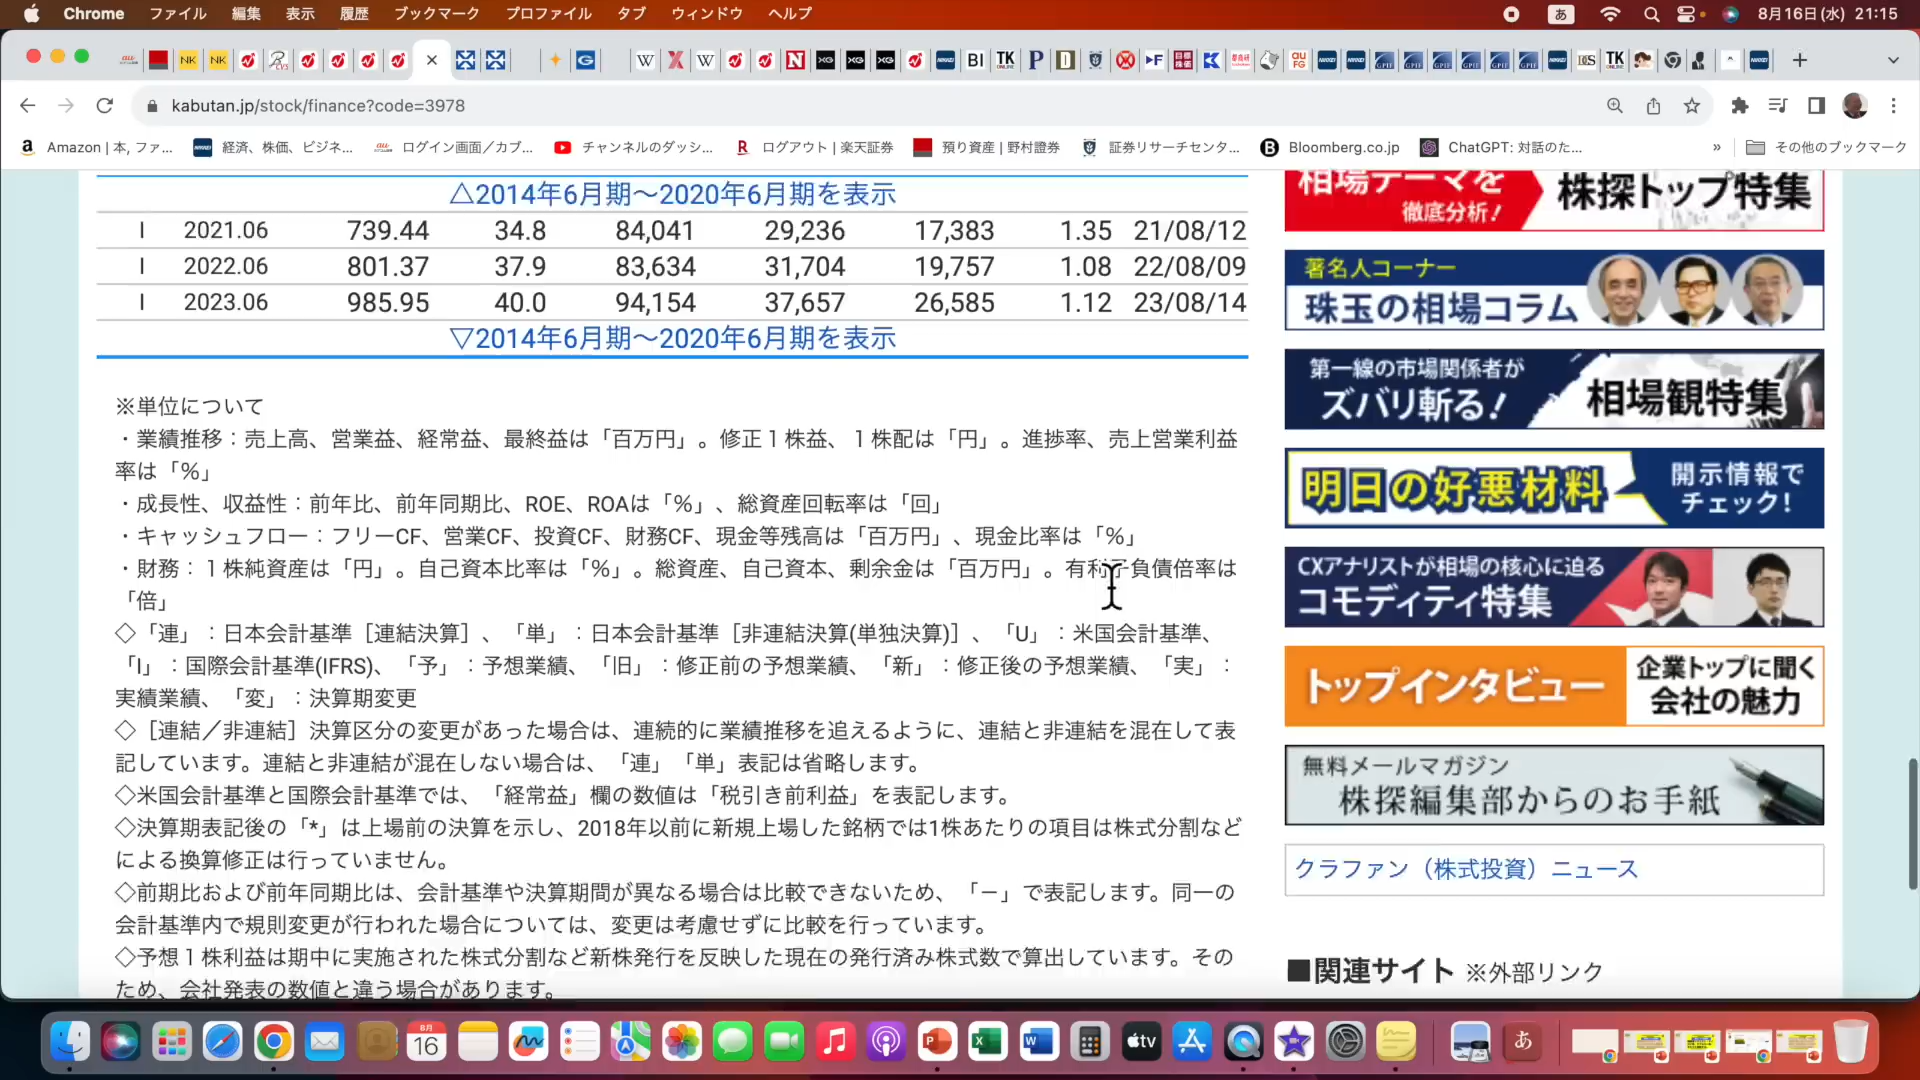 Chrome ファイル 編集 表示 履歴 ブックマーク プロファイル タブ ウィンドウ ヘルプ
あ 8月16日(水) 21:15
kabutan.jp/stock/finance?code=3978
Amazon | 本, ファ... 経済、株価、ビジネ... ログイン画面／カブ... チャンネルのダッシ... ログアウト | 楽天証券 預り資産 | 野村證券 証券リサーチセンタ... Bloomberg.co.jp ChatGPT: 対話のた... » その他のブックマーク
△2014年6月期～2020年6月期を表示
I 2021.06 739.44 34.8 84,041 29,236 17,383 1.35 21/08/12
I 2022.06 801.37 37.9 83,634 31,704 19,757 1.08 22/08/09
I 2023.06 985.95 40.0 94,154 37,657 26,585 1.12 23/08/14
▽2014年6月期～2020年6月期を表示
※単位について
・業績推移：売上高、営業益、経常益、最終益は「百万円」。修正１株益、１株配は「円」。進捗率、売上営業利益
率は「％」
・成長性、収益性：前年比、前年同期比、ROE、ROAは「％」、総資産回転率は「回」
・キャッシュフロー：フリーCF、営業CF、投資CF、財務CF、現金等残高は「百万円」、現金比率は「％」
・財務：１株純資産は「円」。自己資本比率は「％」。総資産、自己資本、剰余金は「百万円」。有利子負債倍率は
「倍」
◇「連」：日本会計基準［連結決算］、「単」：日本会計基準［非連結決算(単独決算)］、「U」：米国会計基準、
「I」：国際会計基準(IFRS)、「予」：予想業績、「旧」：修正前の予想業績、「新」：修正後の予想業績、「実」：
実績業績、「変」：決算期変更
◇［連結／非連結］決算区分の変更があった場合は、連続的に業績推移を追えるように、連結と非連結を混在して表
記しています。連結と非連結が混在しない場合は、「連」「単」表記は省略します。
◇米国会計基準と国際会計基準では、「経常益」欄の数値は「税引き前利益」を表記します。
◇決算期表記後の「*」は上場前の決算を示し、2018年以前に新規上場した銘柄では1株あたりの項目は株式分割など
による換算修正は行っていません。
◇前期比および前年同期比は、会計基準や決算期間が異なる場合は比較できないため、「－」で表記します。同一の
会計基準内で規則変更が行われた場合については、変更は考慮せずに比較を行っています。
◇予想１株利益は期中に実施された株式分割など新株発行を反映した現在の発行済み株式数で算出しています。その
ため、会社発表の数値と違う場合があります。
相場テーマを
徹底分析！
株探トップ特集
著名人コーナー
珠玉の相場コラム
第一線の市場関係者が
ズバリ斬る！
相場観特集
明日の好悪材料
開示情報で
チェック！
CXアナリストが相場の核心に迫る
コモディティ特集
トップインタビュー
企業トップに聞く
会社の魅力
無料メールマガジン
株探編集部からのお手紙
クラファン（株式投資）ニュース
■関連サイト ※外部リンク
8月
16
tv
あ